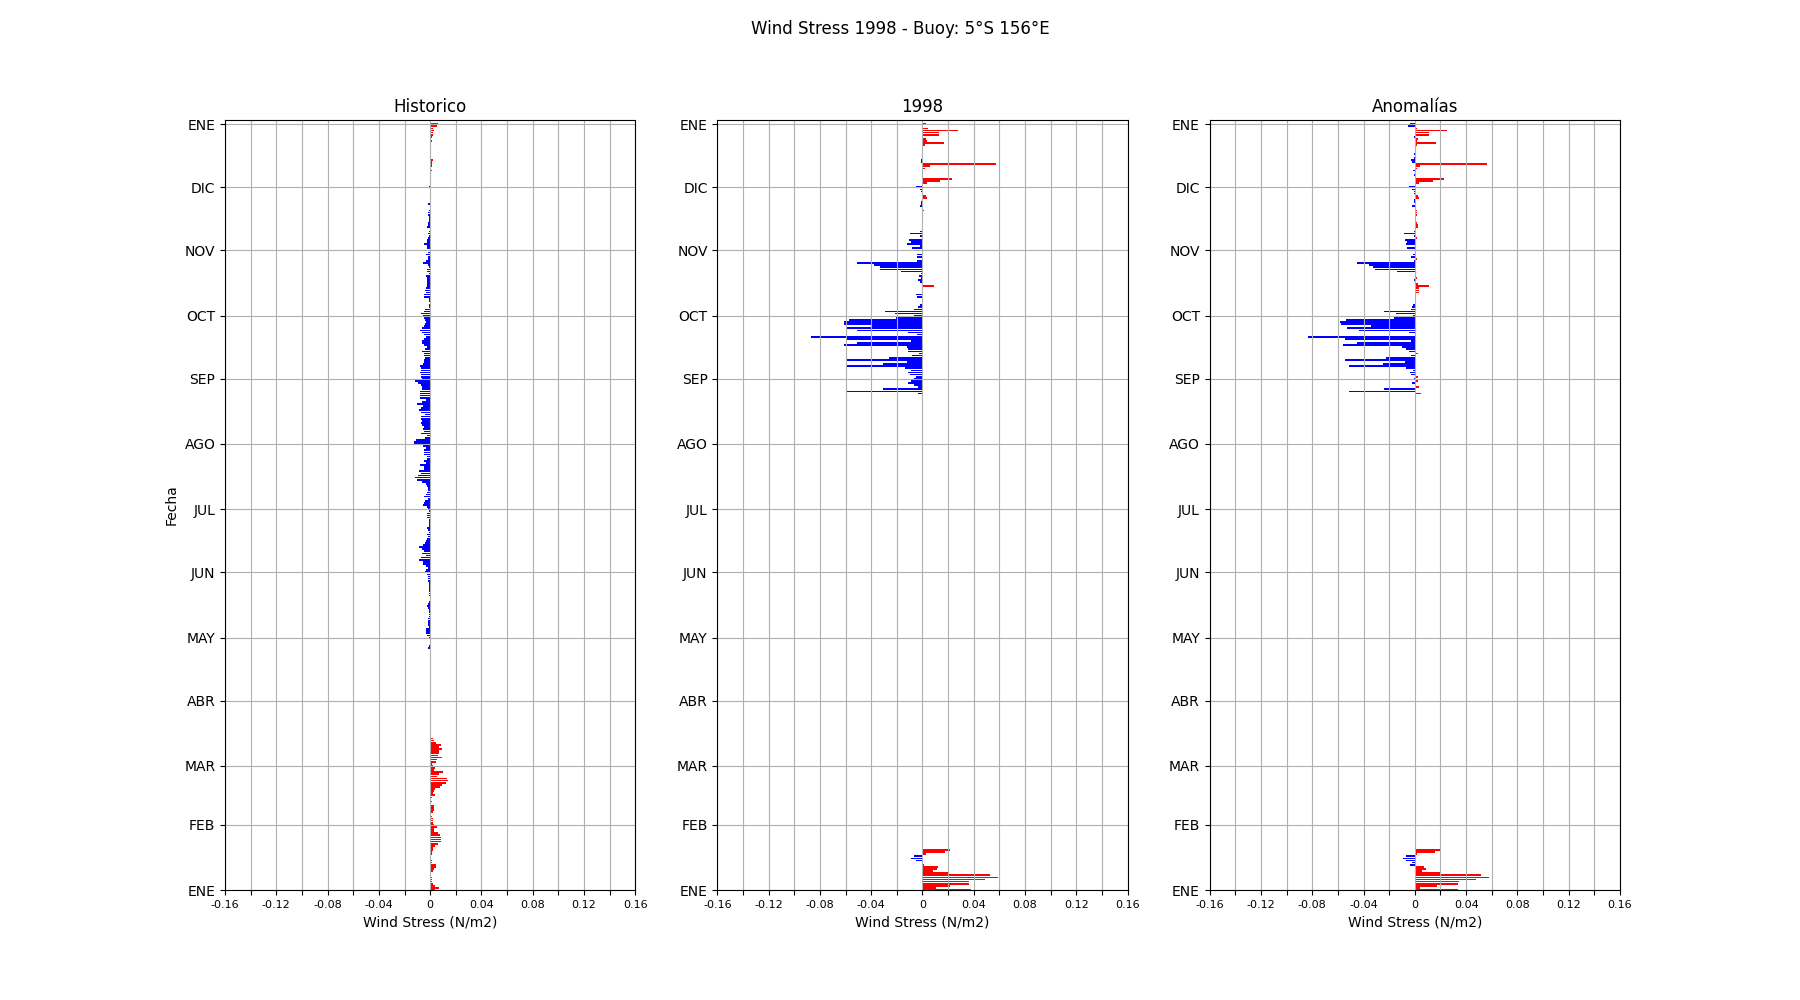 Wind Stress 1998 - Buoy: 5°S 156°E
Historico
ENE
DIC
NOV
OCT
SEP
AGO
JUL
JUN
MAY
ABR
MAR
FEB
ENE
Fecha
-0.16 -0.12 -0.08 -0.04 0 0.04 0.08 0.12 0.16
Wind Stress (N/m2)
1998
ENE
DIC
NOV
OCT
SEP
AGO
JUL
JUN
MAY
ABR
MAR
FEB
ENE
-0.16 -0.12 -0.08 -0.04 0 0.04 0.08 0.12 0.16
Wind Stress (N/m2)
Anomalías
ENE
DIC
NOV
OCT
SEP
AGO
JUL
JUN
MAY
ABR
MAR
FEB
ENE
-0.16 -0.12 -0.08 -0.04 0 0.04 0.08 0.12 0.16
Wind Stress (N/m2)